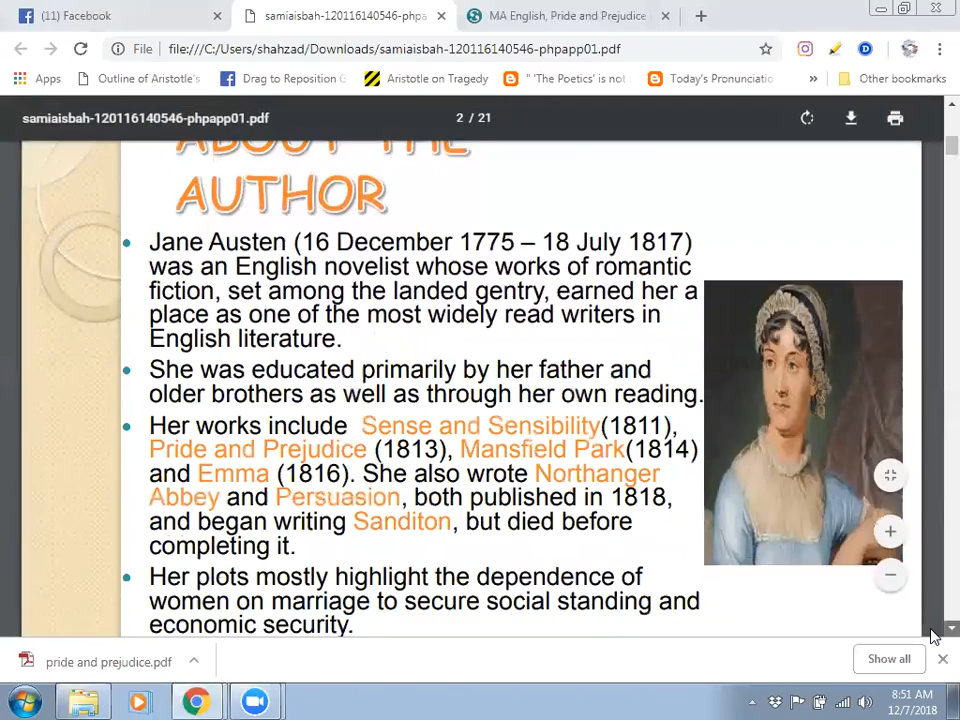 (11) Facebook
samiaisbah-120116140546-phpa
MA English, Pride and Prejudice
File
file:///C:/Users/shahzad/Downloads/samiaisbah-120116140546-phpapp01.pdf
Apps
Outline of Aristotle's
Drag to Reposition
Aristotle on Tragedy
" 'The Poetics' is not
Today's Pronunciatio
»
Other bookmarks
samiaisbah-120116140546-phpapp01.pdf
2 / 21
ABOUT THE
AUTHOR
• Jane Austen (16 December 1775 – 18 July 1817)
was an English novelist whose works of romantic
fiction, set among the landed gentry, earned her a
place as one of the most widely read writers in
English literature.
• She was educated primarily by her father and
older brothers as well as through her own reading.
• Her works include Sense and Sensibility(1811),
Pride and Prejudice (1813), Mansfield Park(1814)
and Emma (1816). She also wrote Northanger
Abbey and Persuasion, both published in 1818,
and began writing Sanditon, but died before
completing it.
• Her plots mostly highlight the dependence of
women on marriage to secure social standing and
economic security.
pride and prejudice.pdf
Show all
8:51 AM
12/7/2018